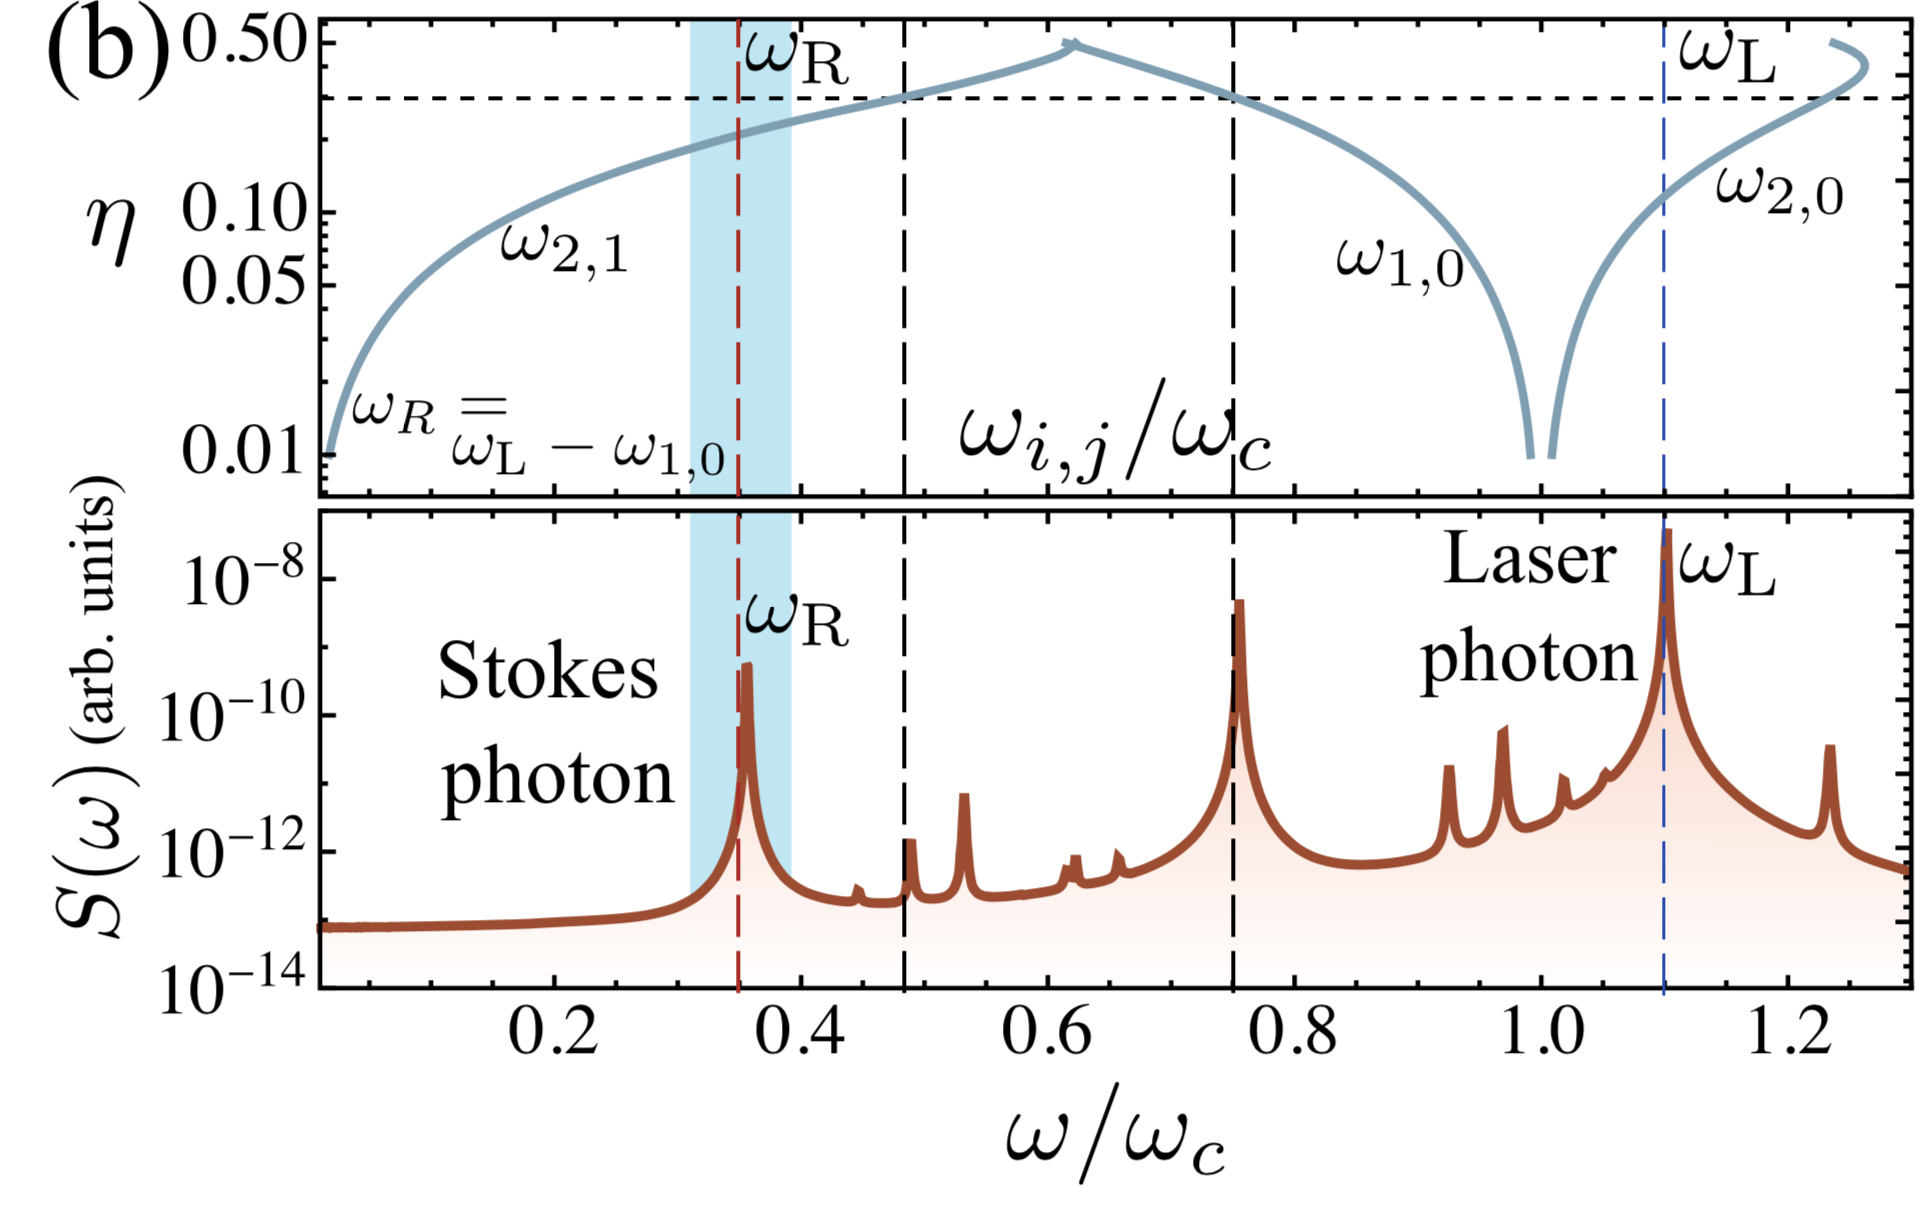 (b)
0.50
0.10
0.05
0.01
η
ω_R
ω_L
ω_{2,1}
ω_{1,0}
ω_{2,0}
ω_R =
ω_L − ω_{1,0}
ω_{i,j}/ω_c
S(ω) (arb. units)
10^{−8}
10^{−10}
10^{−12}
10^{−14}
Stokes
photon
ω_R
Laser
photon
ω_L
0.2 0.4 0.6 0.8 1.0 1.2
ω/ω_c